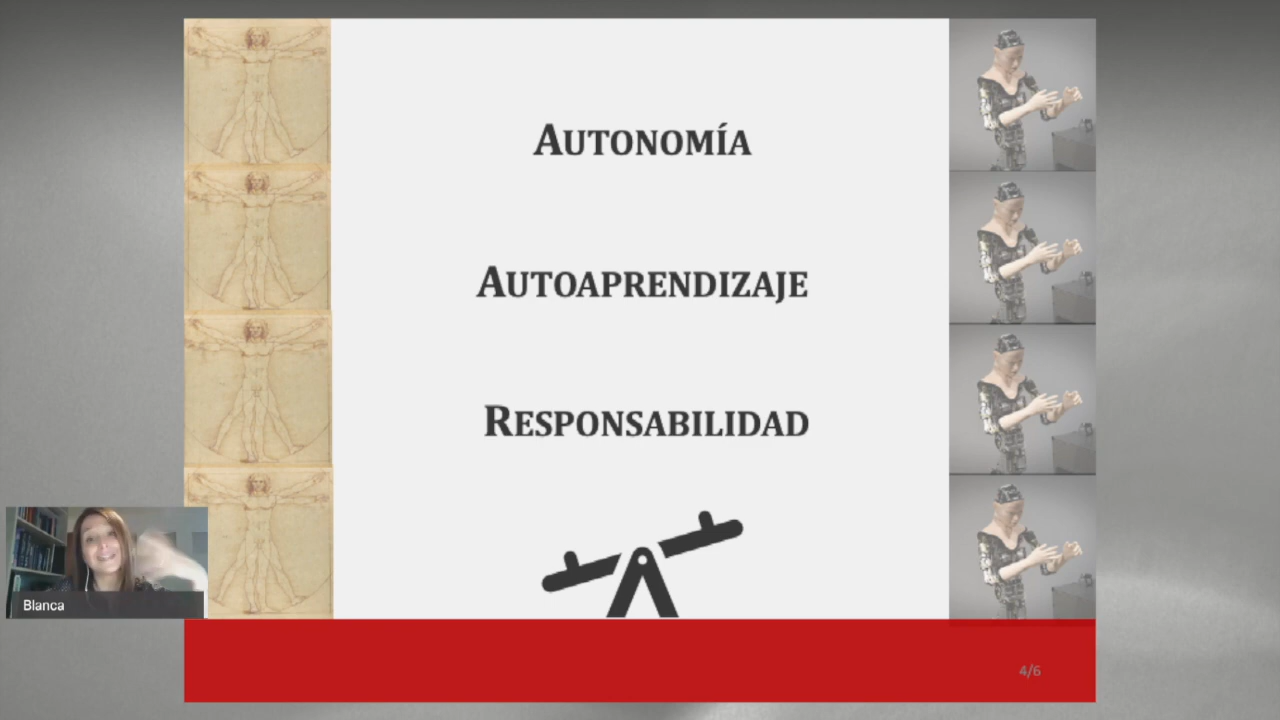 AUTONOMÍA
AUTOAPRENDIZAJE
RESPONSABILIDAD
Blanca
4/6